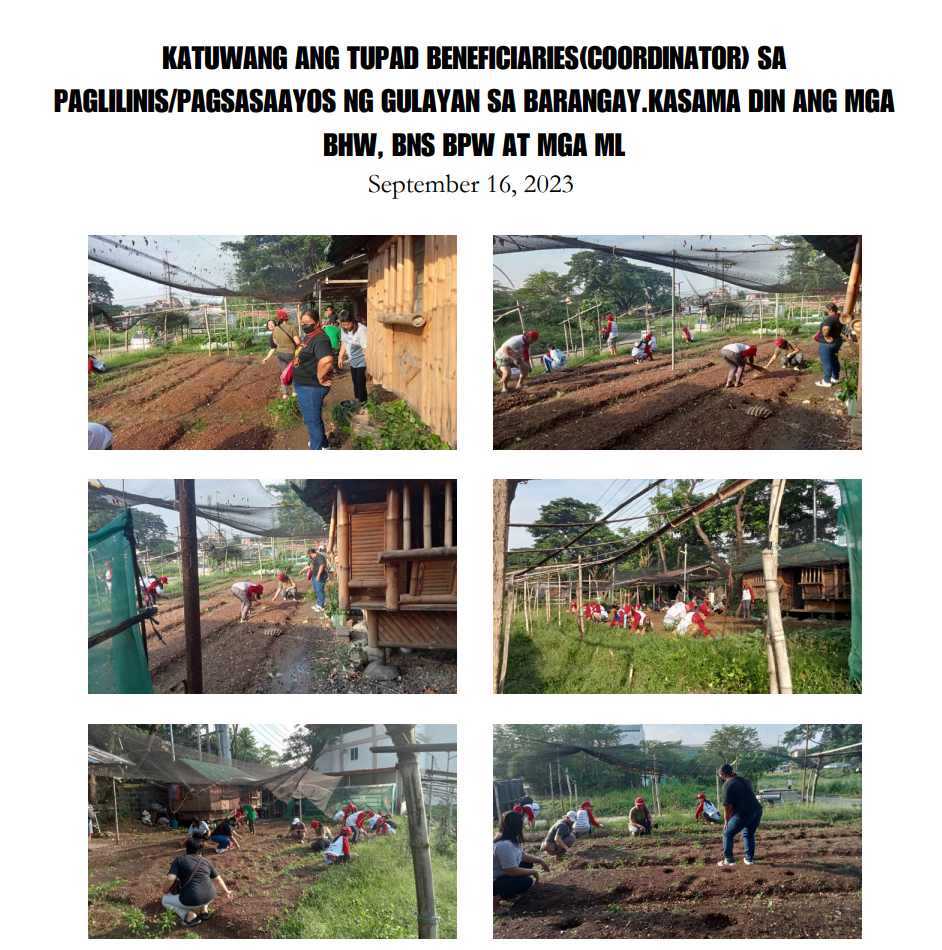 KATUWANG ANG TUPAD BENEFICIARIES(COORDINATOR) SA
PAGLILINIS/PAGSASAAYOS NG GULAYAN SA BARANGAY.KASAMA DIN ANG MGA
BHW, BNS BPW AT MGA ML
September 16, 2023